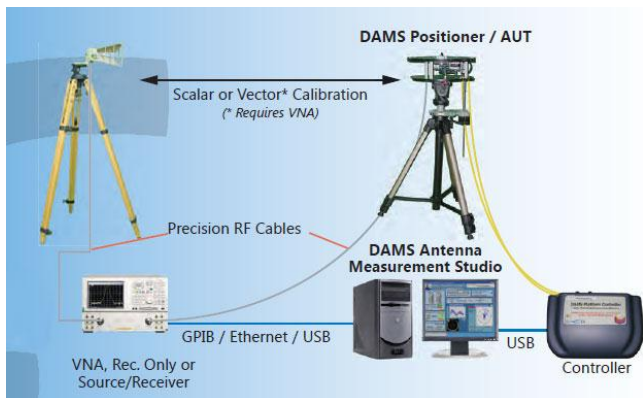 DAMS Positioner / AUT
Scalar or Vector* Calibration
(* Requires VNA)
Precision RF Cables
DAMS Antenna
Measurement Studio
GPIB / Ethernet / USB
USB
VNA, Rec. Only or
Source/Receiver
Controller